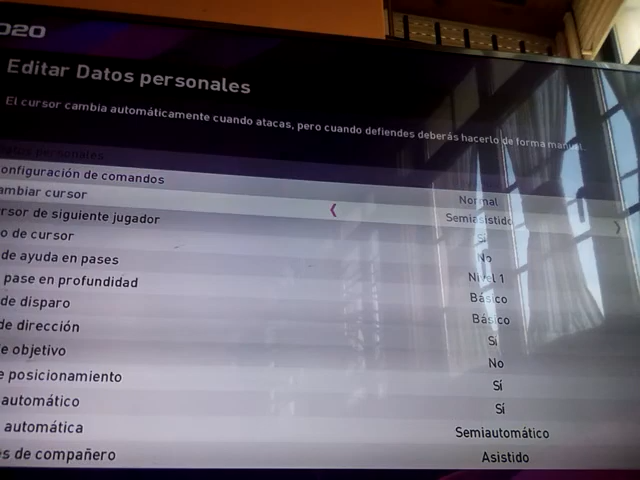 020
Editar Datos personales
El cursor cambia automáticamente cuando atacas, pero cuando defiendes deberás hacerlo de forma manual.
datos personales
onfiguración de comandos Normal
ambiar cursor Semiasistido
rsor de siguiente jugador Sí
o de cursor No
de ayuda en pases Nivel 1
pase en profundidad Básico
de disparo Básico
de dirección Sí
e objetivo No
e posicionamiento Sí
automático Sí
automática Semiautomático
s de compañero Asistido